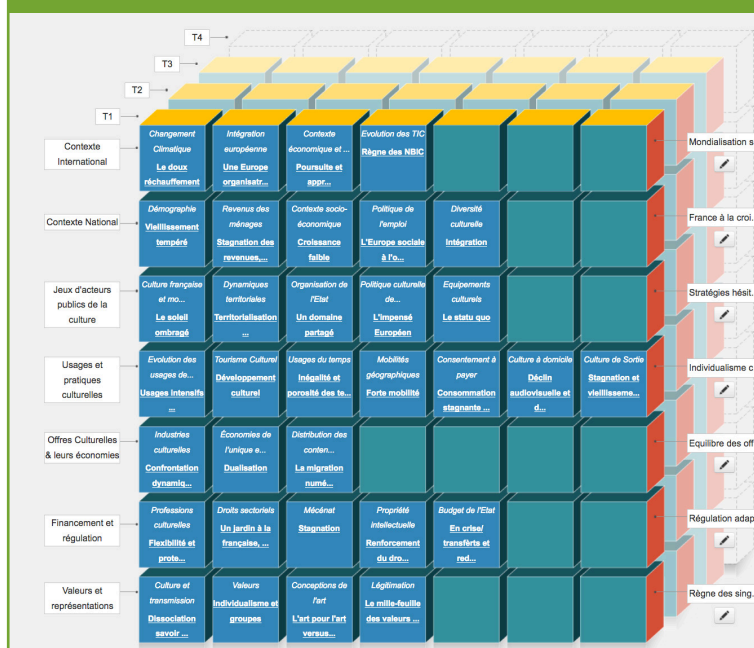 T4
T3
T2
T1
Contexte
International
Changement
Climatique
Le doux
réchauffement
Intégration
européenne
Une Europe
organisatr...
Contexte
économique et ...
Poursuite et
appr...
Evolution des TIC
Règne des NBIC
Mondialisation s
Contexte National
Démographie
Vieillissement
tempéré
Revenus des
ménages
Stagnation des
revenues,...
Contexte socio-
économique
Croissance
faible
Politique de
l'emploi
L'Europe sociale
à l'o...
Diversité
culturelle
Intégration
France à la croi.
Jeux d'acteurs
publics de la
culture
Culture française
et mo...
Le soleil
ombragé
Dynamiques
territoriales
Territorialisation
...
Organisation de
l'Etat
Un domaine
partagé
Politique culturelle
de...
L'impensé
Européen
Equipements
culturels
Le statu quo
Stratégies hésit.
Usages et
pratiques
culturelles
Evolution des
usages de...
Usages intensifs
...
Tourisme Culturel
Développement
culturel
Usages du temps
Inégalité et
porosité des te...
Mobilités
géographiques
Forte mobilité
Consentement à
payer
Consommation
stagnante ...
Culture à domicile
Déclin
audiovisuelle et
d...
Culture de Sortie
Stagnation et
vieillisseme...
Individualisme c
Offres Culturelles
& leurs économies
Industries
culturelles
Confrontation
dynamiq...
Économies de
l'unique e...
Dualisation
Distribution des
conten...
La migration
numé...
Equilibre des off
Financement et
régulation
Professions
culturelles
Flexibilité et
prote...
Droits sectoriels
Un jardin à la
française, ...
Mécénat
Stagnation
Propriété
intellectuelle
Renforcement
du dro...
Budget de l'Etat
En crise/
transférts et
red...
Régulation adap
Valeurs et
représentations
Culture et
transmission
Dissociation
savoir ...
Valeurs
Individualisme et
groupes
Conceptions de
l'art
L'art pour l'art
versus...
Légitimation
Le mille-feuille
des valeurs ...
Règne des sing.